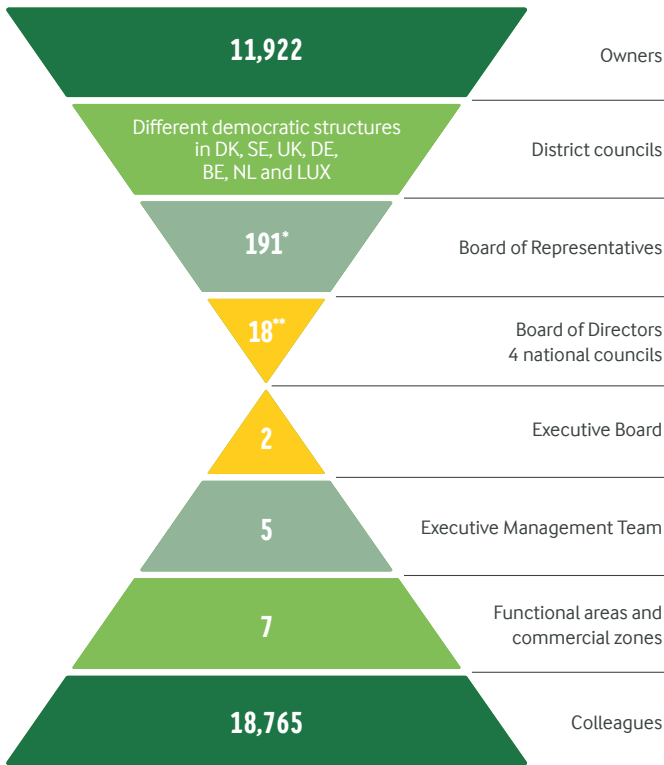 11,922
Owners
Different democratic structures
in DK, SE, UK, DE,
BE, NL and LUX
District councils
191*
Board of Representatives
18**
Board of Directors
4 national councils
2
Executive Board
5
Executive Management Team
7
Functional areas and
commercial zones
18,765
Colleagues